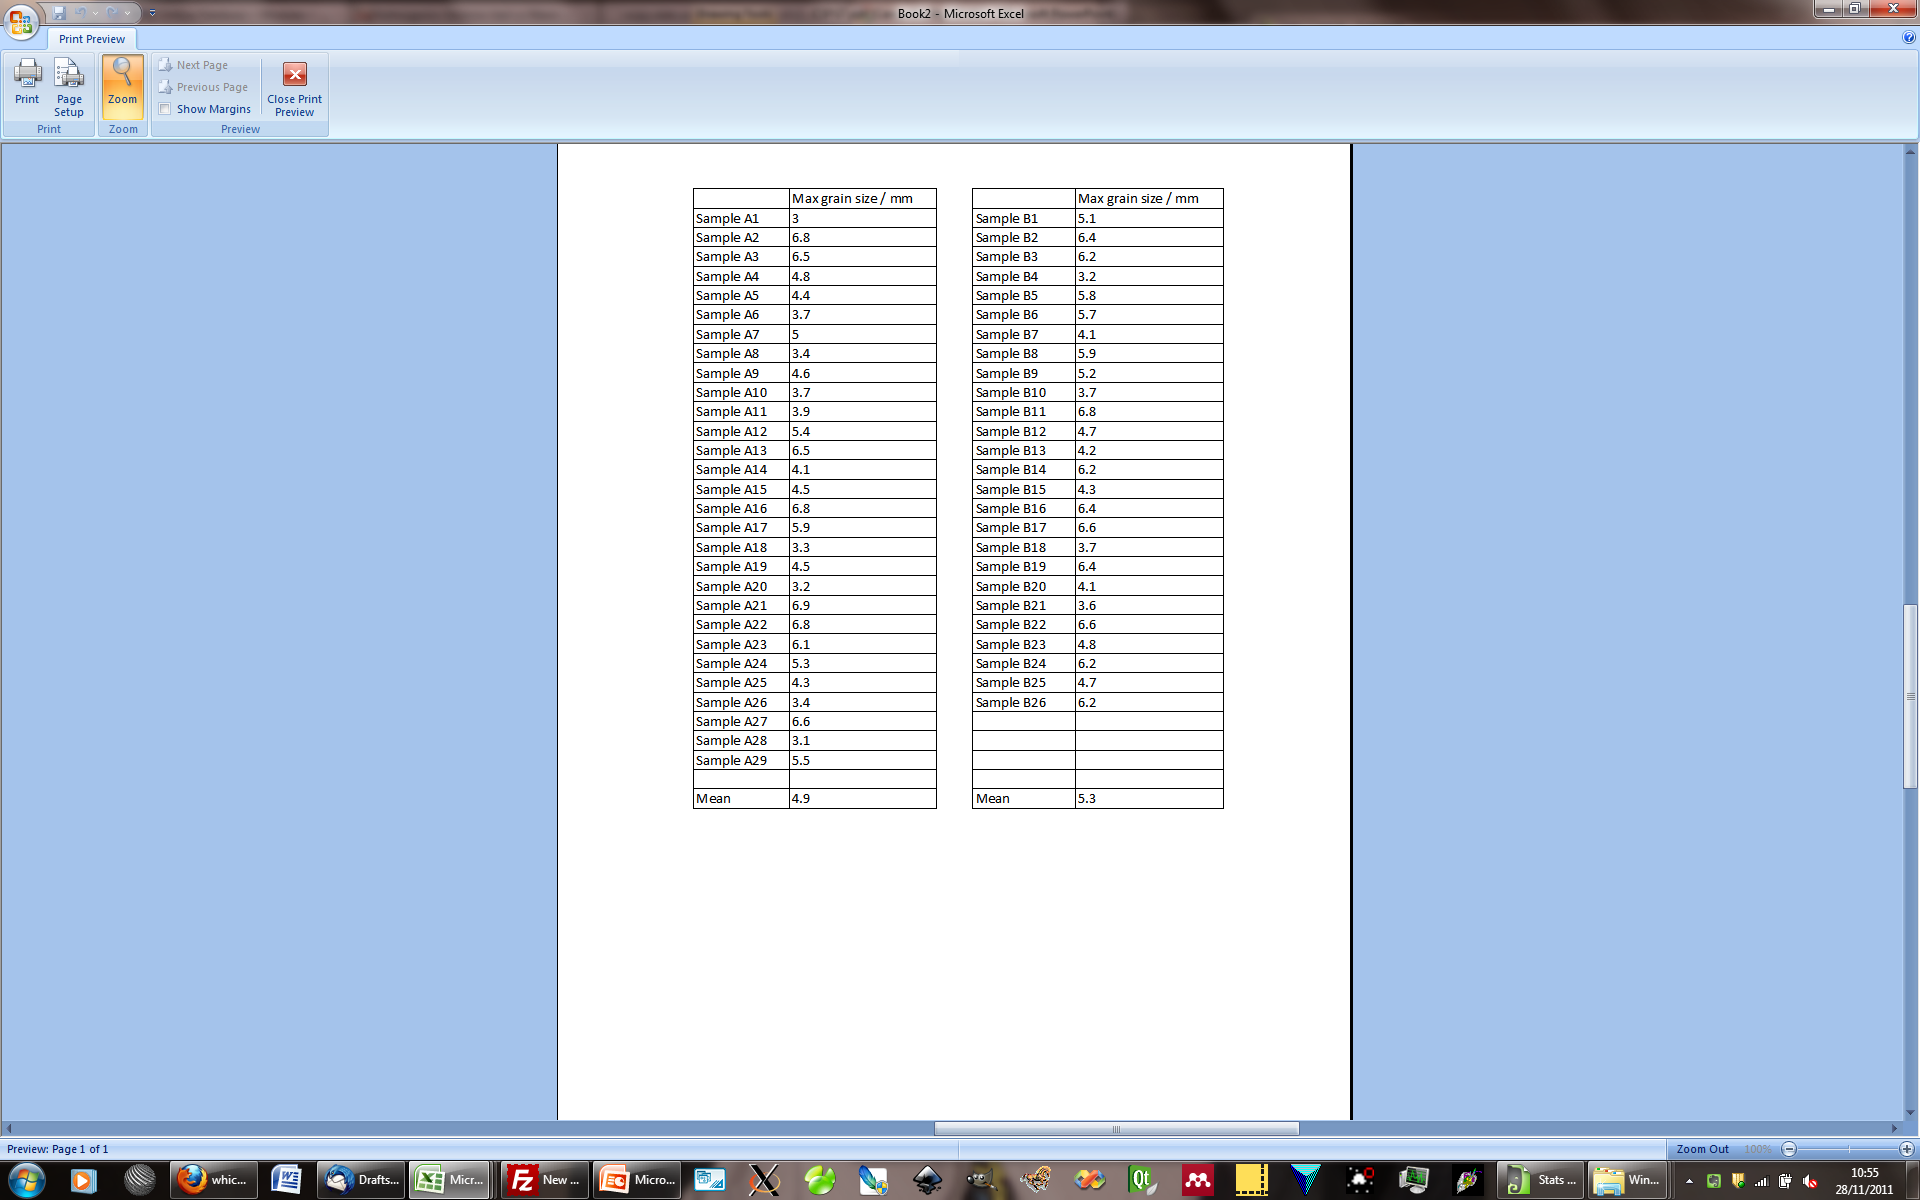 Book2 - Microsoft Excel
Print Preview
Print
Page Setup
Zoom
Next Page
Previous Page
Show Margins
Close Print Preview
Print
Zoom
Preview
Max grain size / mm
Sample A1 3
Sample A2 6.8
Sample A3 6.5
Sample A4 4.8
Sample A5 4.4
Sample A6 3.7
Sample A7 5
Sample A8 3.4
Sample A9 4.6
Sample A10 3.7
Sample A11 3.9
Sample A12 5.4
Sample A13 6.5
Sample A14 4.1
Sample A15 4.5
Sample A16 6.8
Sample A17 5.9
Sample A18 3.3
Sample A19 4.5
Sample A20 3.2
Sample A21 6.9
Sample A22 6.8
Sample A23 6.1
Sample A24 5.3
Sample A25 4.3
Sample A26 3.4
Sample A27 6.6
Sample A28 3.1
Sample A29 5.5
Mean 4.9
Max grain size / mm
Sample B1 5.1
Sample B2 6.4
Sample B3 6.2
Sample B4 3.2
Sample B5 5.8
Sample B6 5.7
Sample B7 4.1
Sample B8 5.9
Sample B9 5.2
Sample B10 3.7
Sample B11 6.8
Sample B12 4.7
Sample B13 4.2
Sample B14 6.2
Sample B15 4.3
Sample B16 6.4
Sample B17 6.6
Sample B18 3.7
Sample B19 6.4
Sample B20 4.1
Sample B21 3.6
Sample B22 6.6
Sample B23 4.8
Sample B24 6.2
Sample B25 4.7
Sample B26 6.2
Mean 5.3
Preview: Page 1 of 1
Zoom Out 100%
whic...
Drafts...
Micr...
New ...
Micro...
Qt
Stats ...
Win...
10:55
28/11/2011